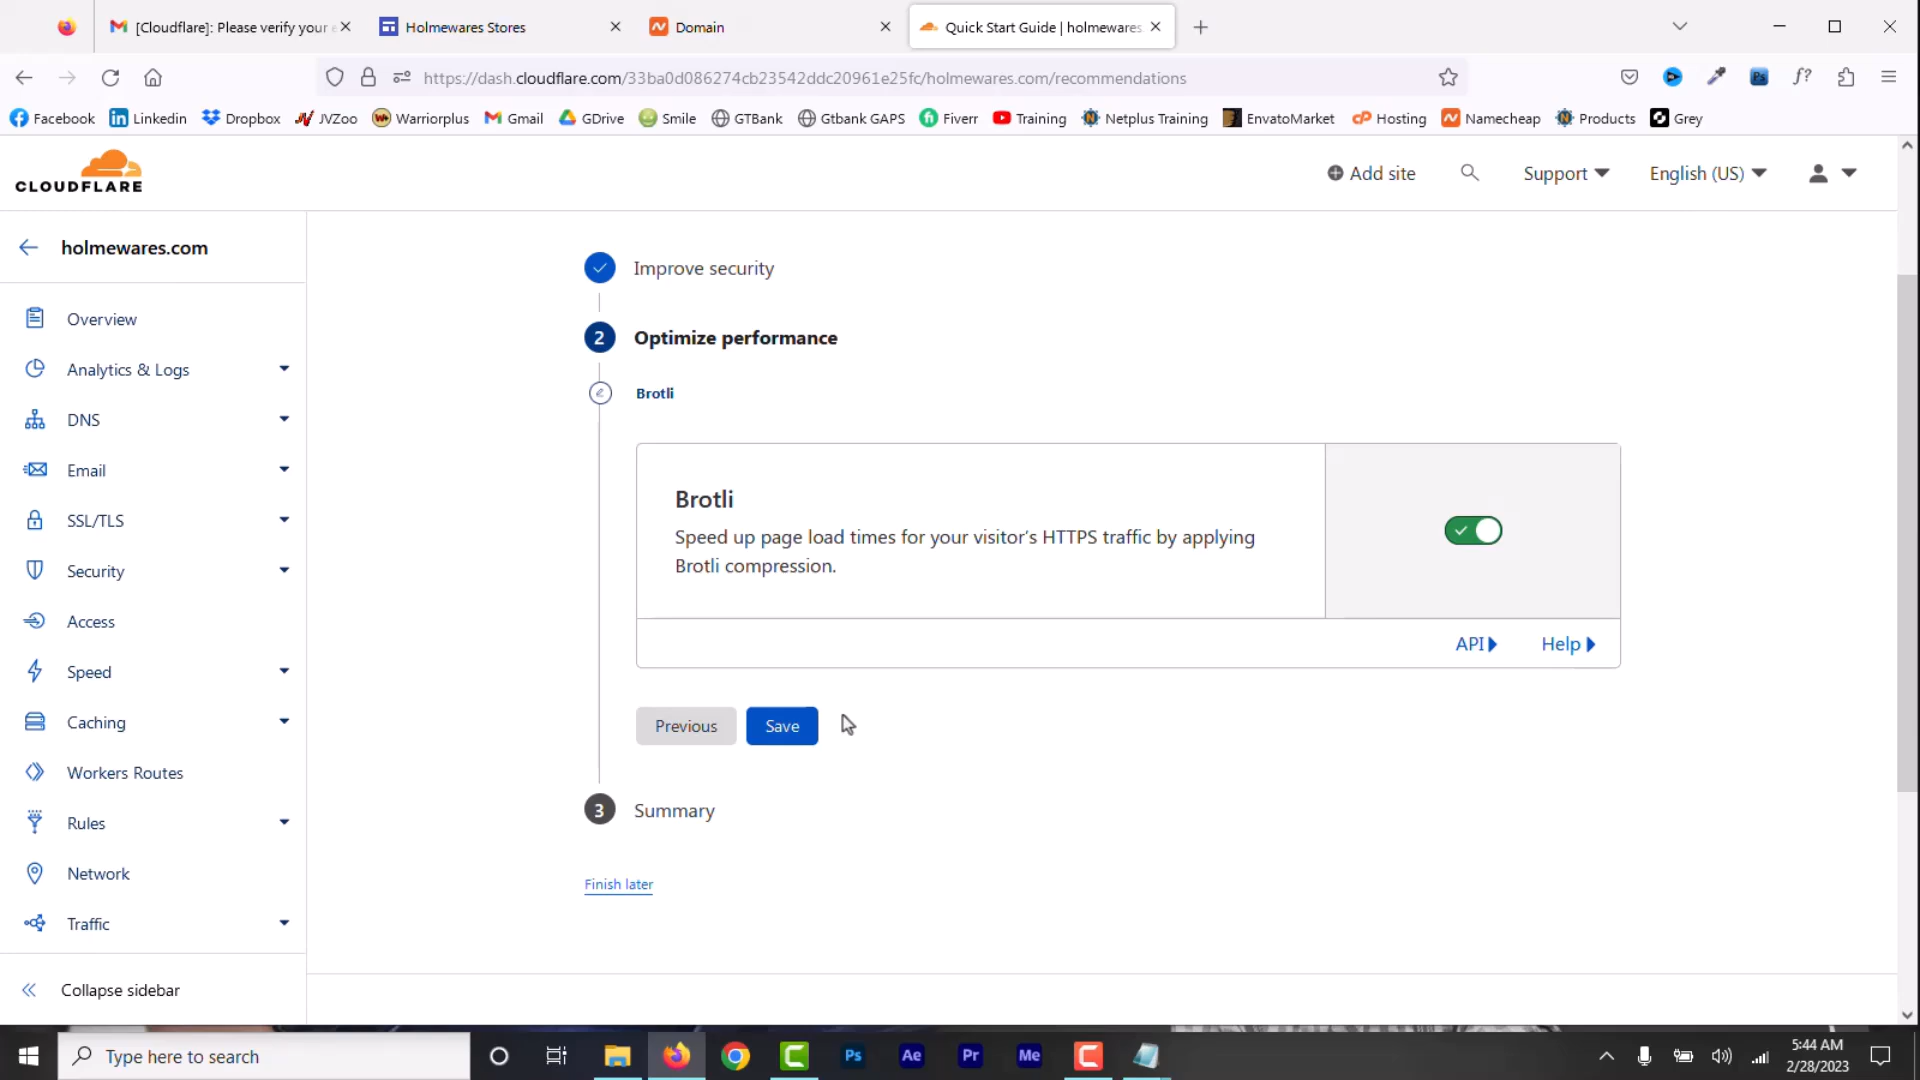 [Cloudflare]: Please verify your e
Holmewares Stores
Domain
Quick Start Guide | holmewares
https://dash.cloudflare.com/33ba0d086274cb23542ddc20961e25fc/holmewares.com/recommendations
Facebook
Linkedin
Dropbox
JVZoo
Warriorplus
Gmail
GDrive
Smile
GTBank
Gtbank GAPS
Fiverr
Training
Netplus Training
EnvatoMarket
Hosting
Namecheap
Products
Grey
CLOUDFLARE
Add site
Support
English (US)
holmewares.com
Overview
Analytics & Logs
DNS
Email
SSL/TLS
Security
Access
Speed
Caching
Workers Routes
Rules
Network
Traffic
Collapse sidebar
Improve security
2 Optimize performance
Brotli
Brotli
Speed up page load times for your visitor's HTTPS traffic by applying
Brotli compression.
API
Help
Previous
Save
3 Summary
Finish later
Type here to search
Ps
Ae
Pr
Me
5:44 AM
2/28/2023